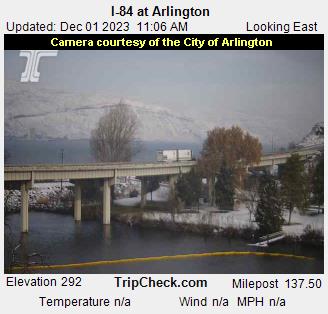 I-84 at Arlington
Updated: Dec 01 2023 11:06 AM Looking East
Camera courtesy of the City of Arlington
Elevation 292 TripCheck.com Milepost 137.50
Temperature n/a Wind n/a MPH n/a